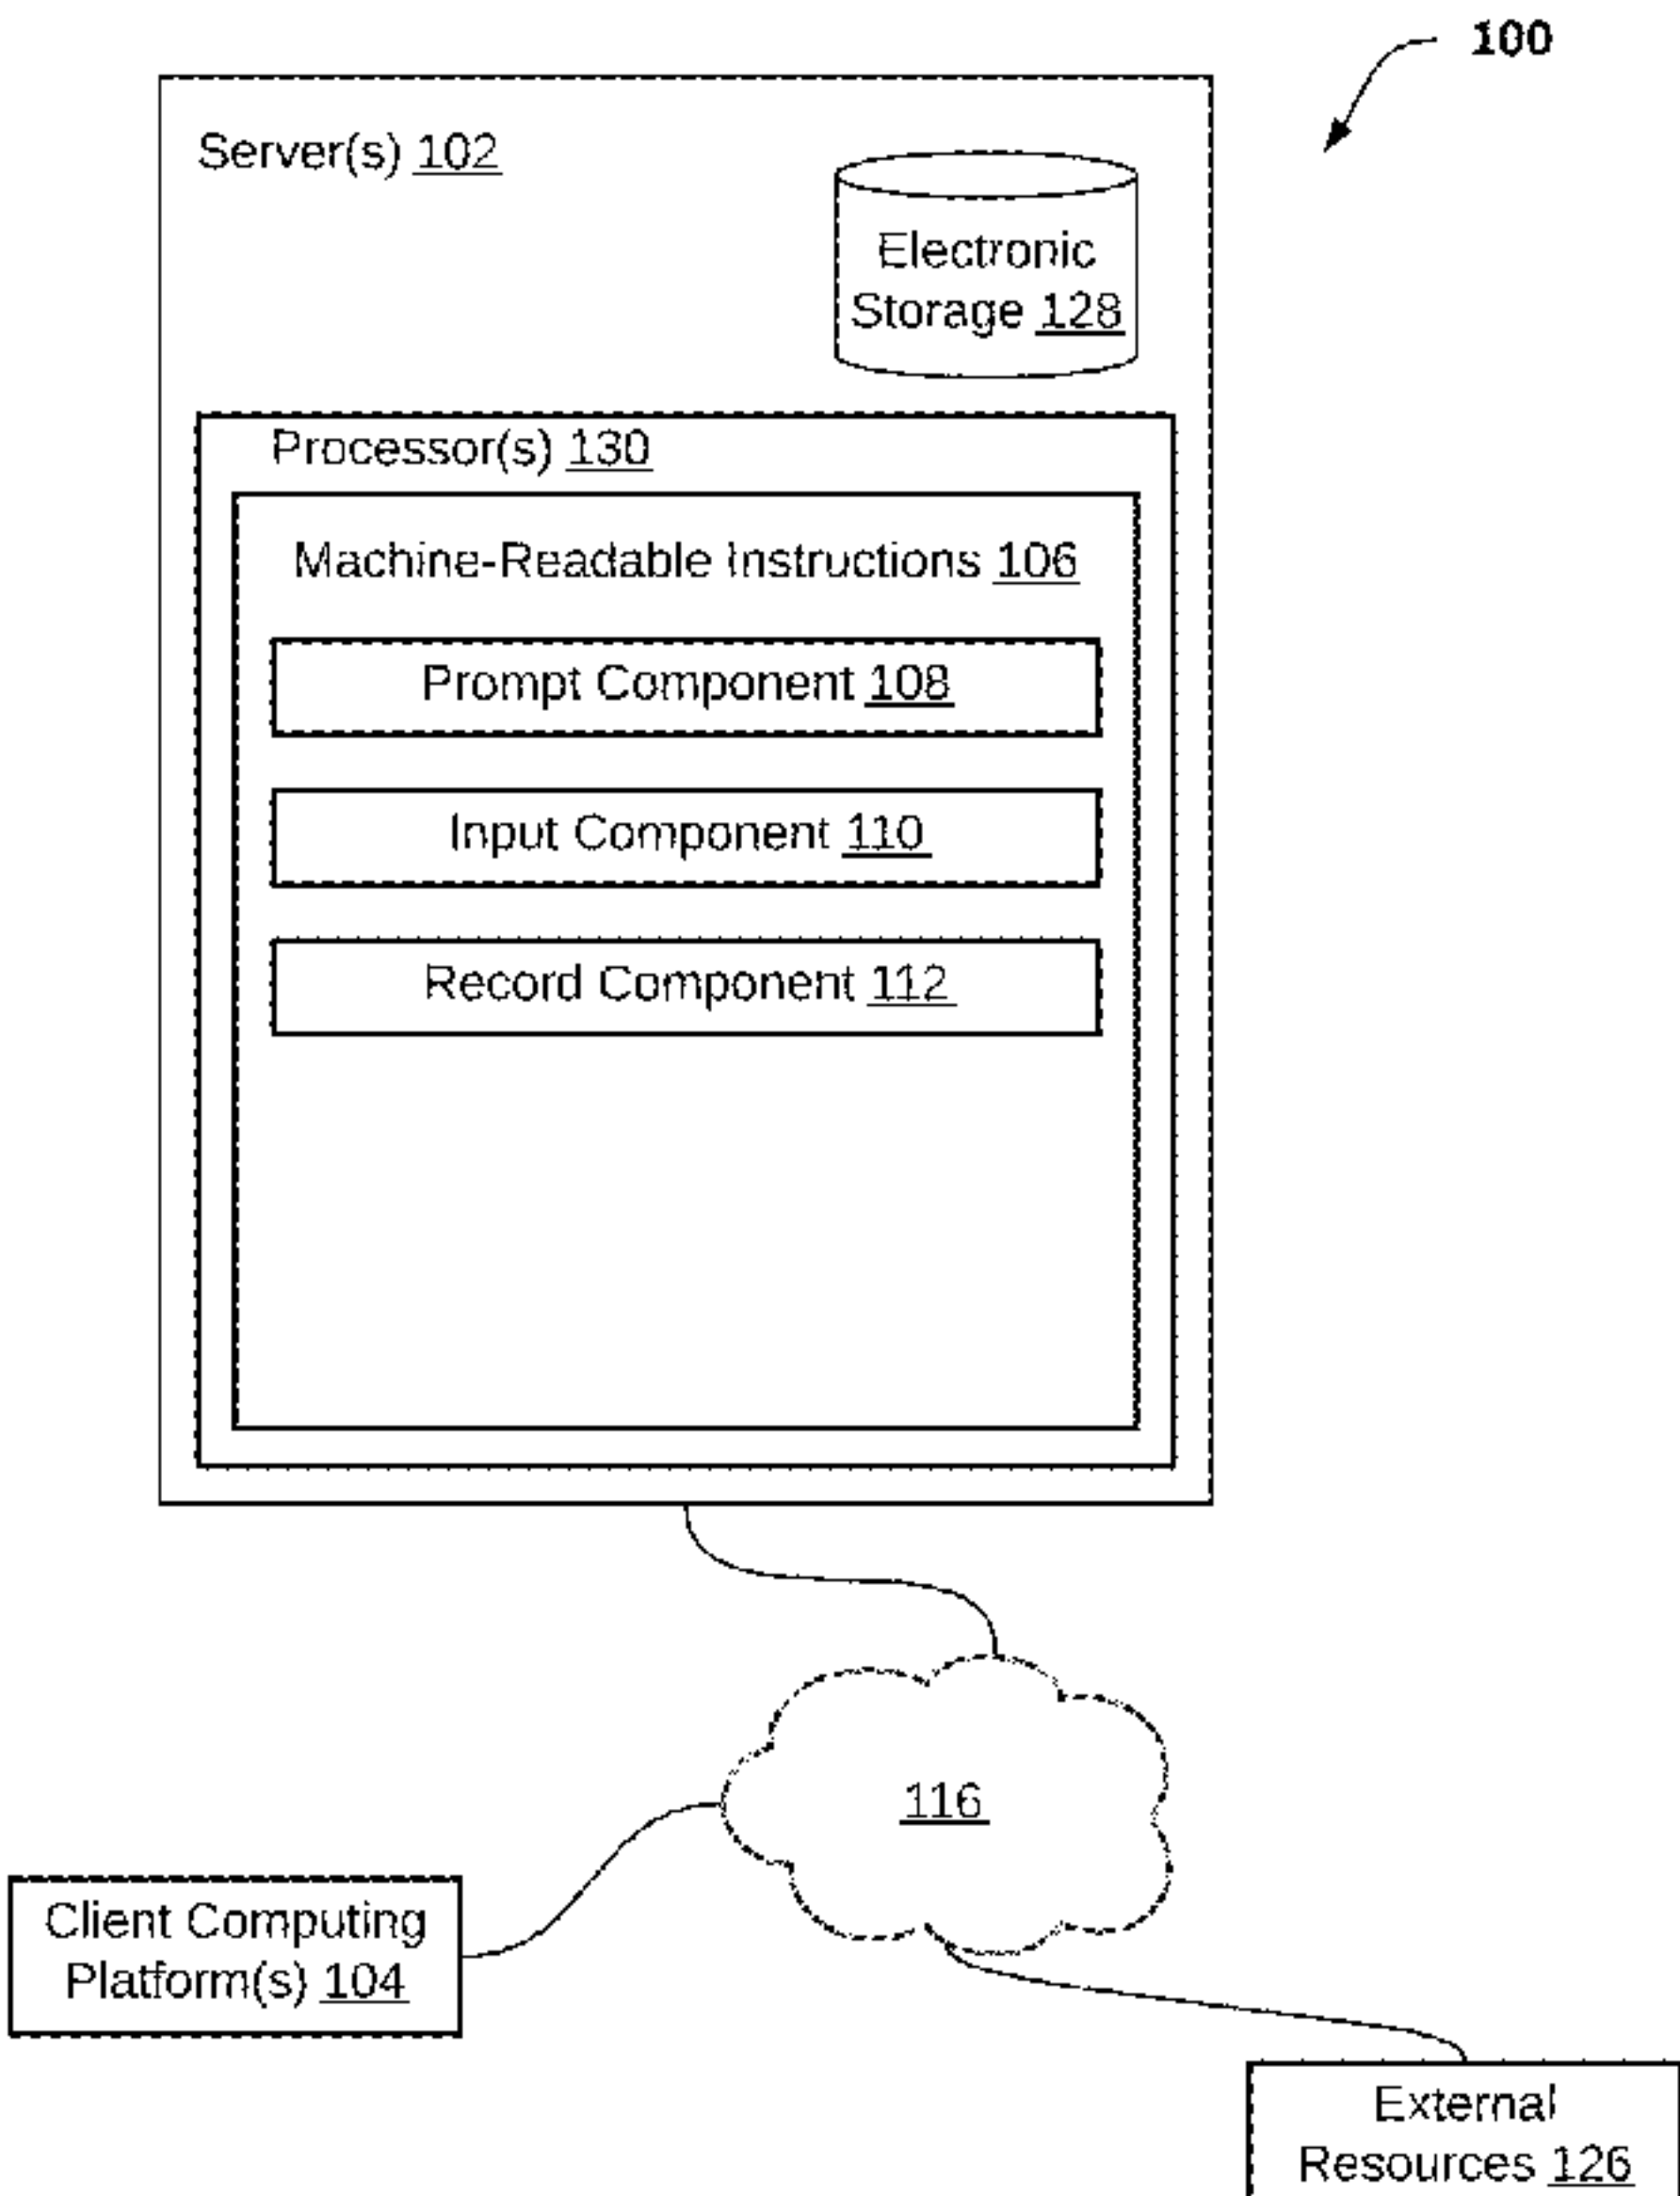 100
Server(s) 102
Electronic
Storage 128
Processor(s) 130
Machine-Readable Instructions 106
Prompt Component 108
Input Component 110
Record Component 112
116
Client Computing
Platform(s) 104
External
Resources 126